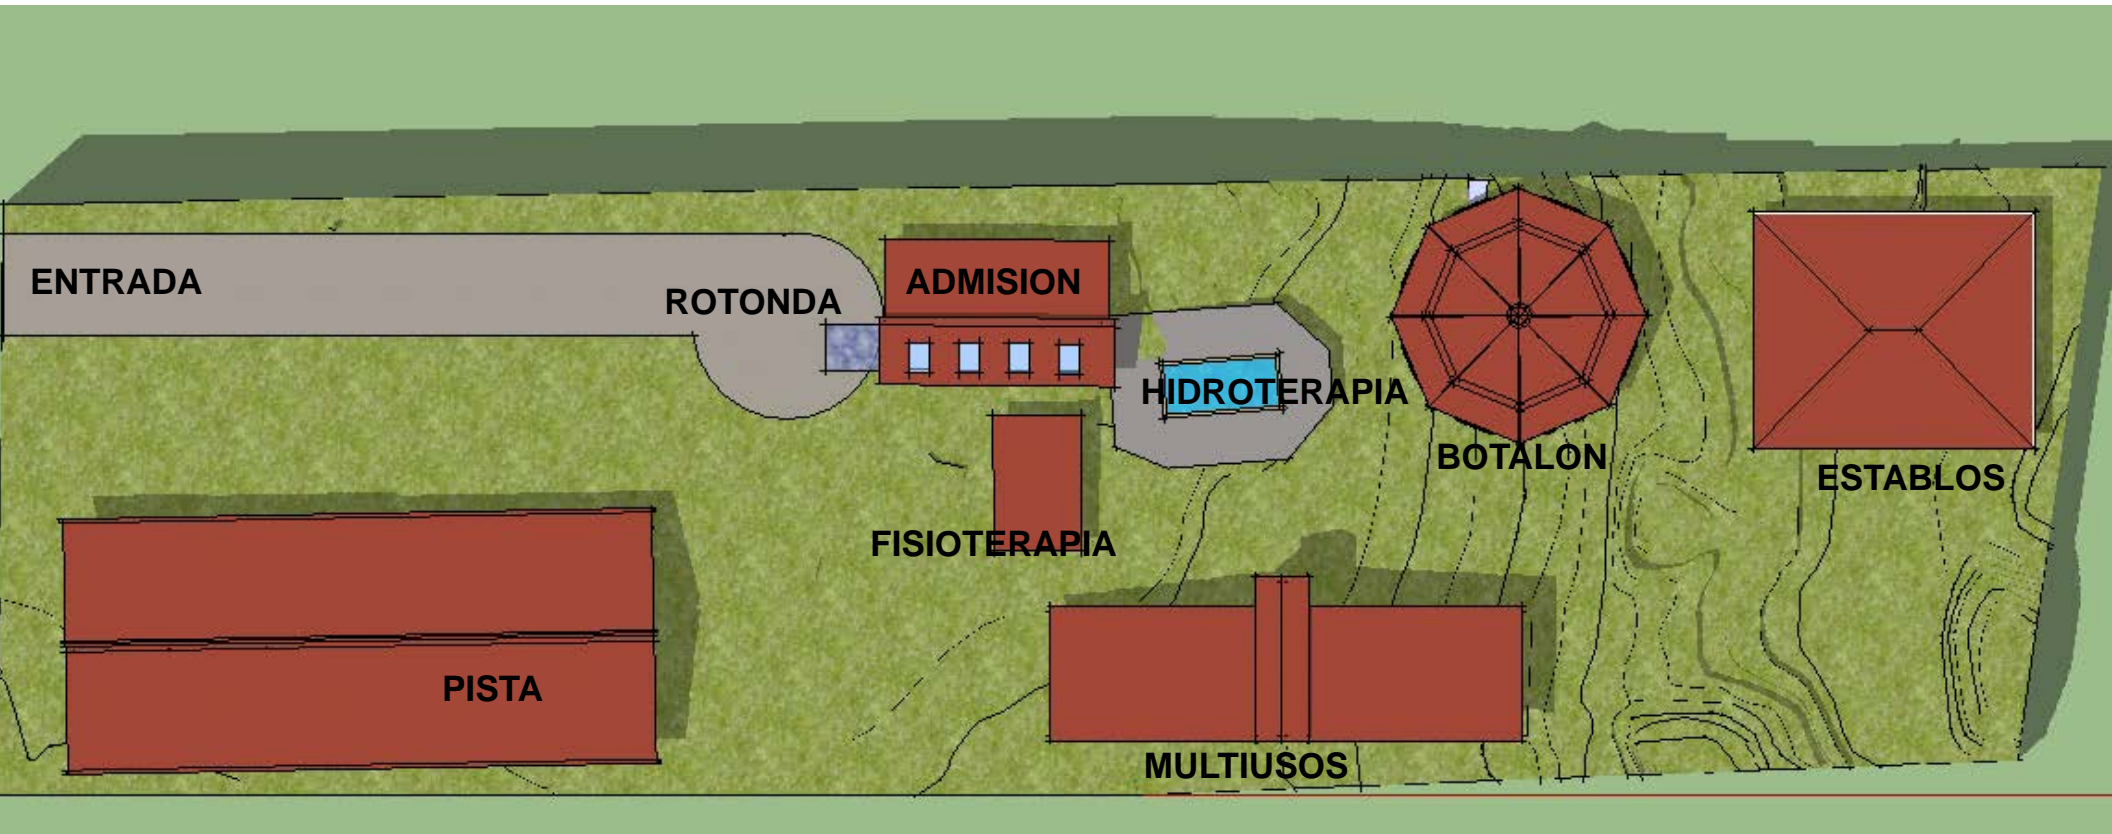 ENTRADA
ROTONDA
ADMISION
HIDROTERAPIA
BOTALON
ESTABLOS
FISIOTERAPIA
PISTA
MULTIUSOS